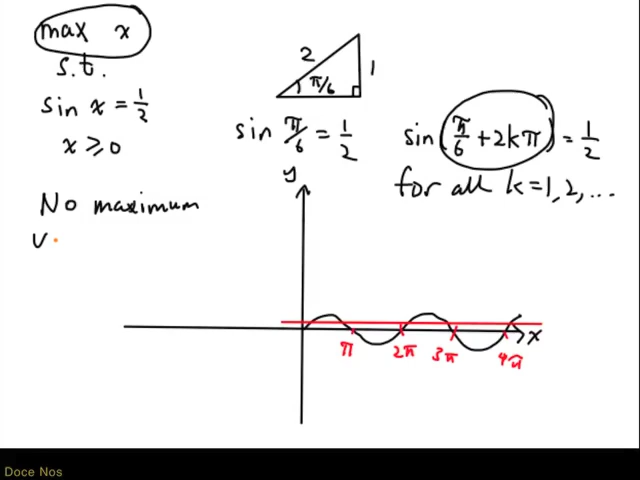 max x
s.t.
sin x = 1/2
x ≥ 0
No maximum
v
2
1
π/6
sin π/6 = 1/2
sin (π/6 + 2kπ) = 1/2
for all k = 1, 2, ...
y
x
π
2π
3π
4π
Doce Nos